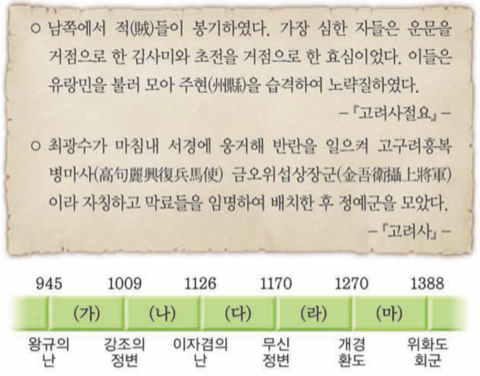 ○ 남쪽에서 적(賊)들이 봉기하였다. 가장 심한 자들은 운문을
거점으로 한 김사미와 초전을 거점으로 한 효심이었다. 이들은
유랑민을 불러 모아 주현(州縣)을 습격하여 노략질하였다.
-『고려사절요』-
○ 최광수가 마침내 서경에 웅거해 반란을 일으켜 고구려흥복
병마사(高句麗興復兵馬使) 금오위섭상장군(金吾衛攝上將軍)
이라 자칭하고 막료들을 임명하여 배치한 후 정예군을 모았다.
-『고려사』-
945 1009 1126 1170 1270 1388
(가) (나) (다) (라) (마)
왕규의 강조의 이자겸의 무신 개경 위화도
난 정변 난 정변 환도 회군